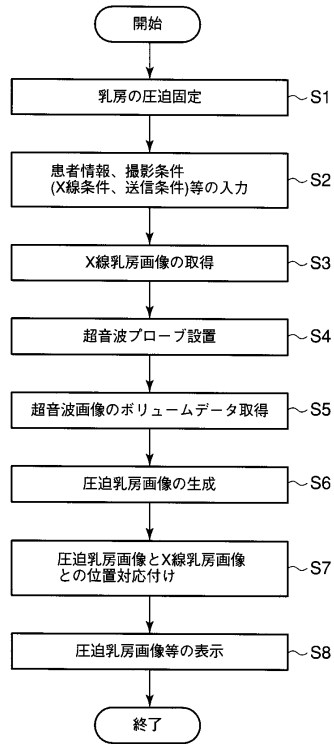 開始
乳房の圧迫固定 S1
患者情報、撮影条件
(X線条件、送信条件)等の入力 S2
X線乳房画像の取得 S3
超音波プローブ設置 S4
超音波画像のボリュームデータ取得 S5
圧迫乳房画像の生成 S6
圧迫乳房画像とX線乳房画像
との位置対応付け S7
圧迫乳房画像等の表示 S8
終了